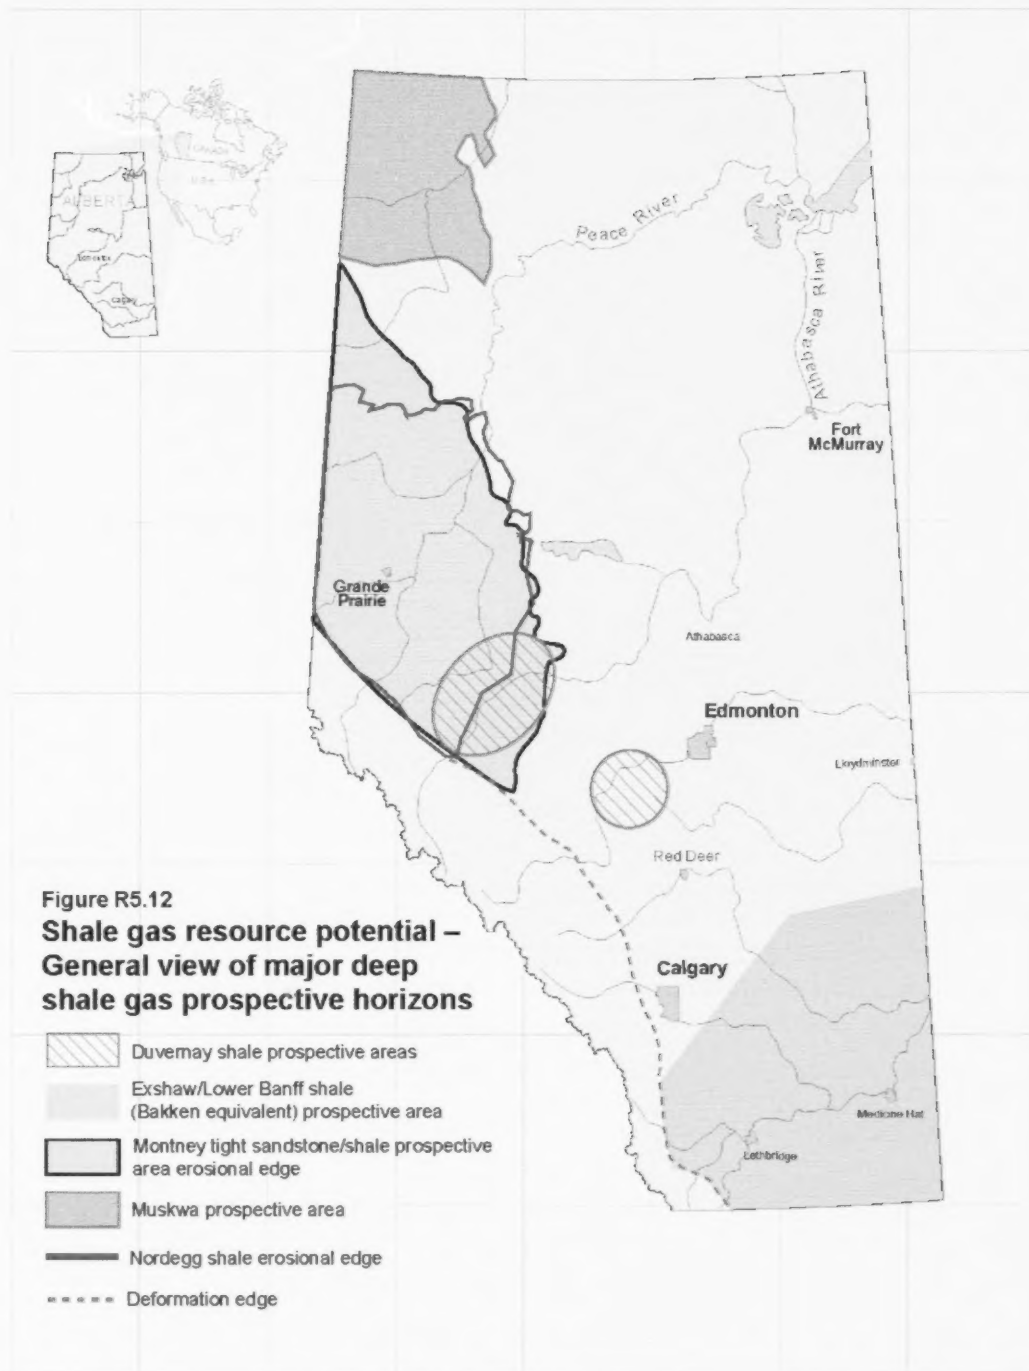 CANADA
ALBERTA
Edmonton
Calgary
Peace River
Athabasca River
Fort
McMurray
Grande
Prairie
Athabasca
Edmonton
Lloydminster
Red Deer
Calgary
Medicine Hat
Lethbridge
Figure R5.12
Shale gas resource potential –
General view of major deep
shale gas prospective horizons
Duvernay shale prospective areas
Exshaw/Lower Banff shale
(Bakken equivalent) prospective area
Montney tight sandstone/shale prospective
area erosional edge
Muskwa prospective area
Nordegg shale erosional edge
Deformation edge